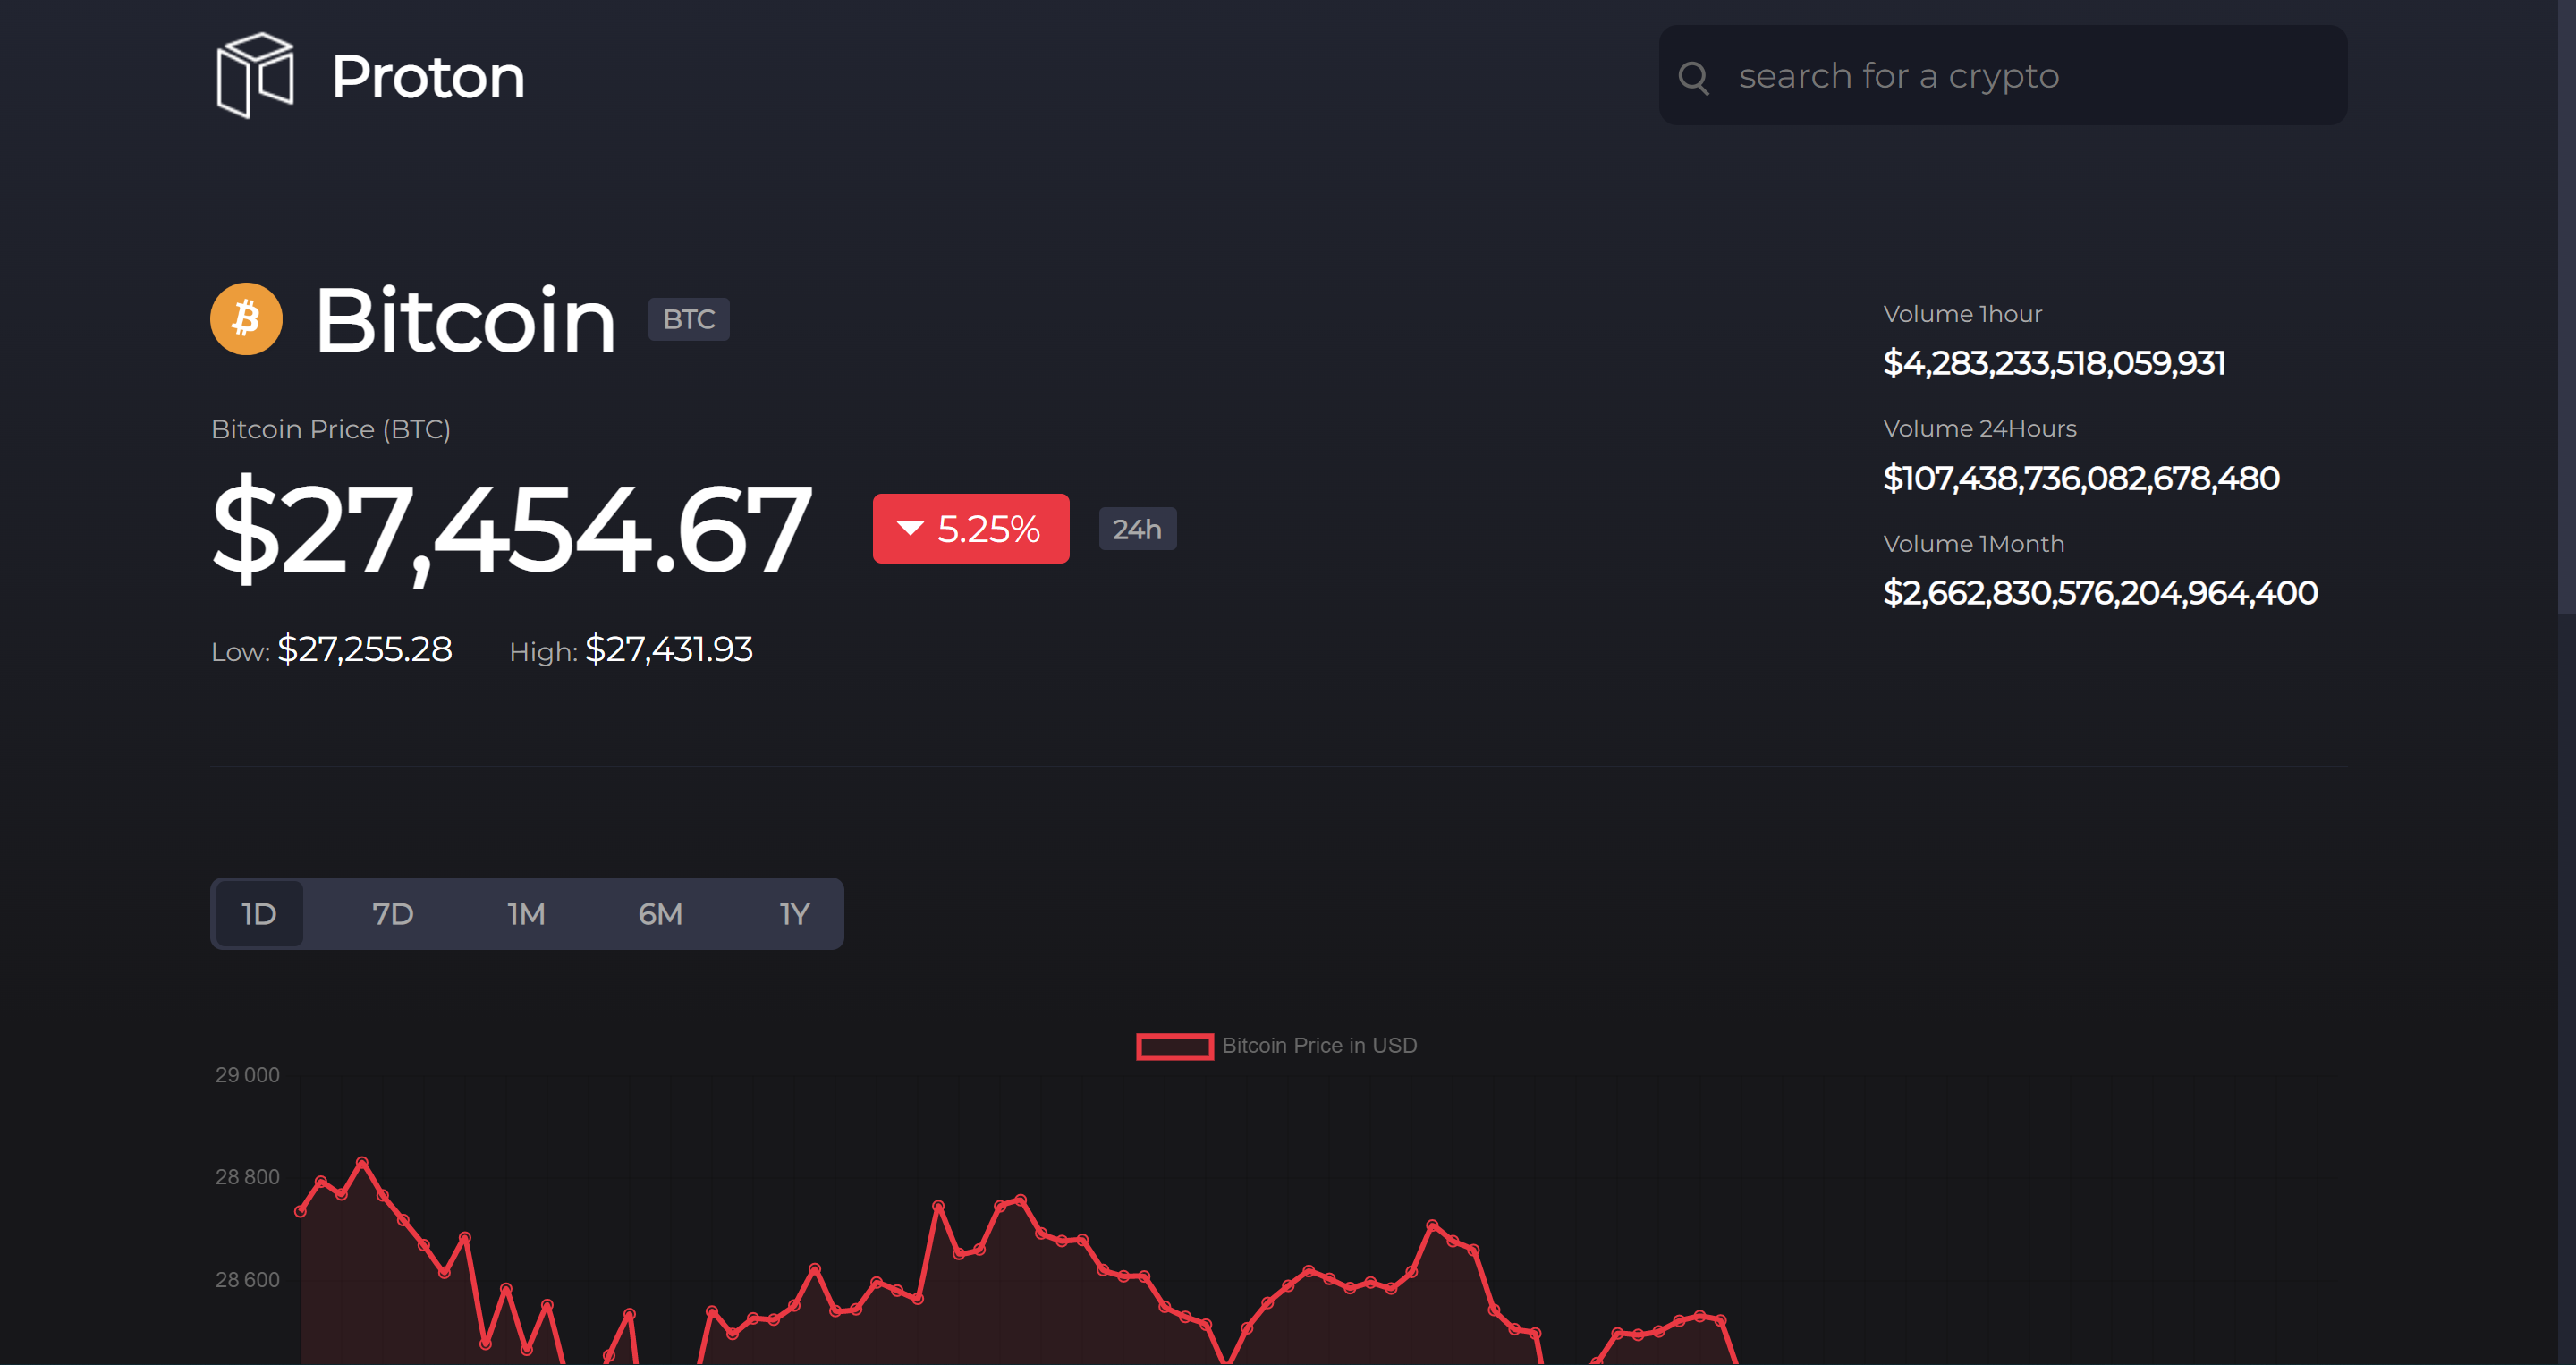 Proton
search for a crypto
Bitcoin BTC
Bitcoin Price (BTC)
$27,454.67 5.25% 24h
Low: $27,255.28 High: $27,431.93
Volume 1hour
$4,283,233,518,059,931
Volume 24Hours
$107,438,736,082,678,480
Volume 1Month
$2,662,830,576,204,964,400
1D 7D 1M 6M 1Y
Bitcoin Price in USD
29 000
28 800
28 600